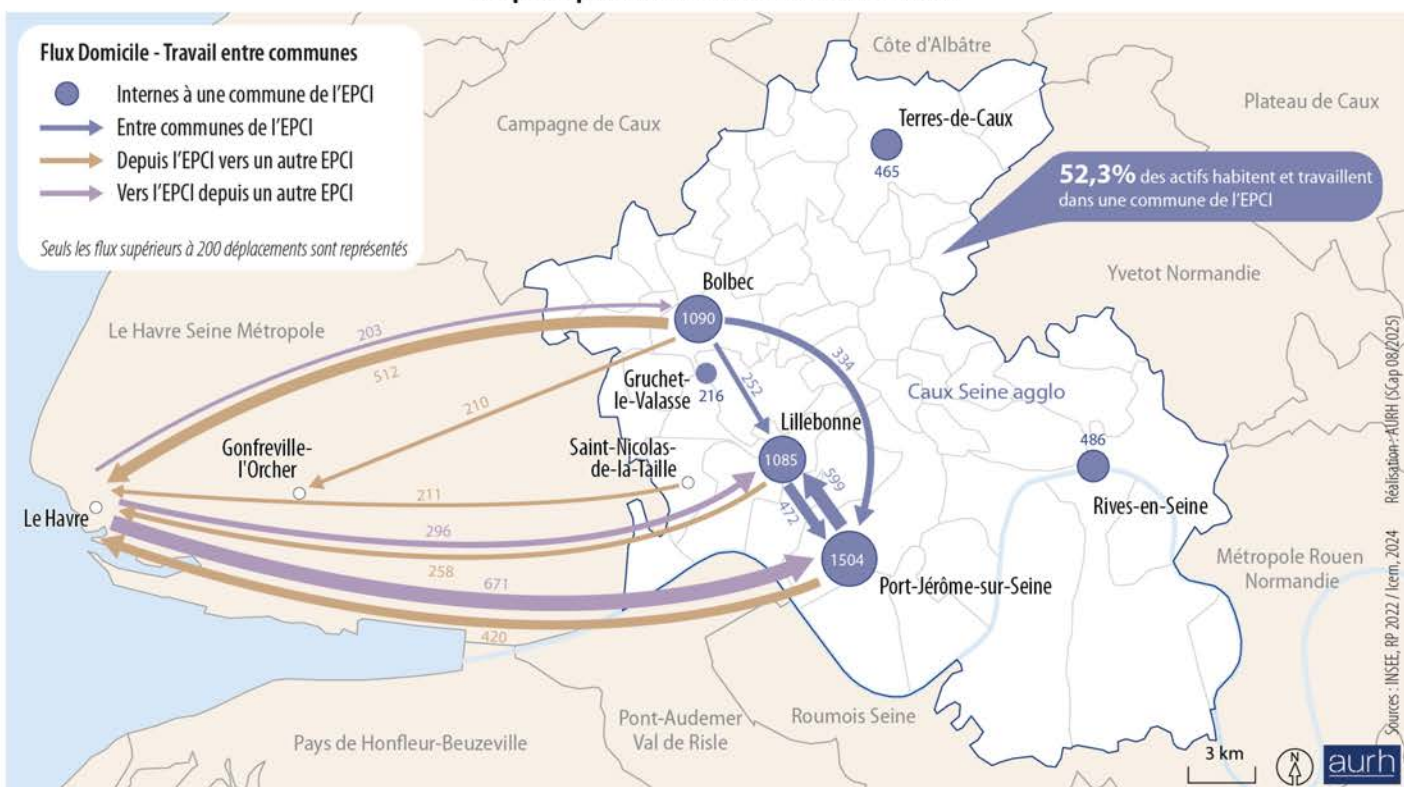 Flux Domicile - Travail entre communes
Internes à une commune de l'EPCI
Entre communes de l'EPCI
Depuis l'EPCI vers un autre EPCI
Vers l'EPCI depuis un autre EPCI
Seuls les flux supérieurs à 200 déplacements sont représentés
Côte d'Albâtre
Plateau de Caux
Campagne de Caux
Terres-de-Caux
465
52,3% des actifs habitent et travaillent
dans une commune de l'EPCI
Yvetot Normandie
Bolbec
1090
Le Havre Seine Métropole
203
512
334
252
210
Gruchet-
le-Valasse
216
Caux Seine agglo
Lillebonne
1085
Gonfreville-
l'Orcher
Saint-Nicolas-
de-la-Taille
486
Rives-en-Seine
211
599
472
Le Havre
296
258
671
420
1504
Port-Jérôme-sur-Seine
Métropole Rouen
Normandie
Pont-Audemer
Val de Risle
Roumois Seine
Pays de Honfleur-Beuzeville
3 km
N
aurh
Sources : INSEE, RP 2022 / Icem, 2024 Réalisation : AURH (SCap 08/2025)